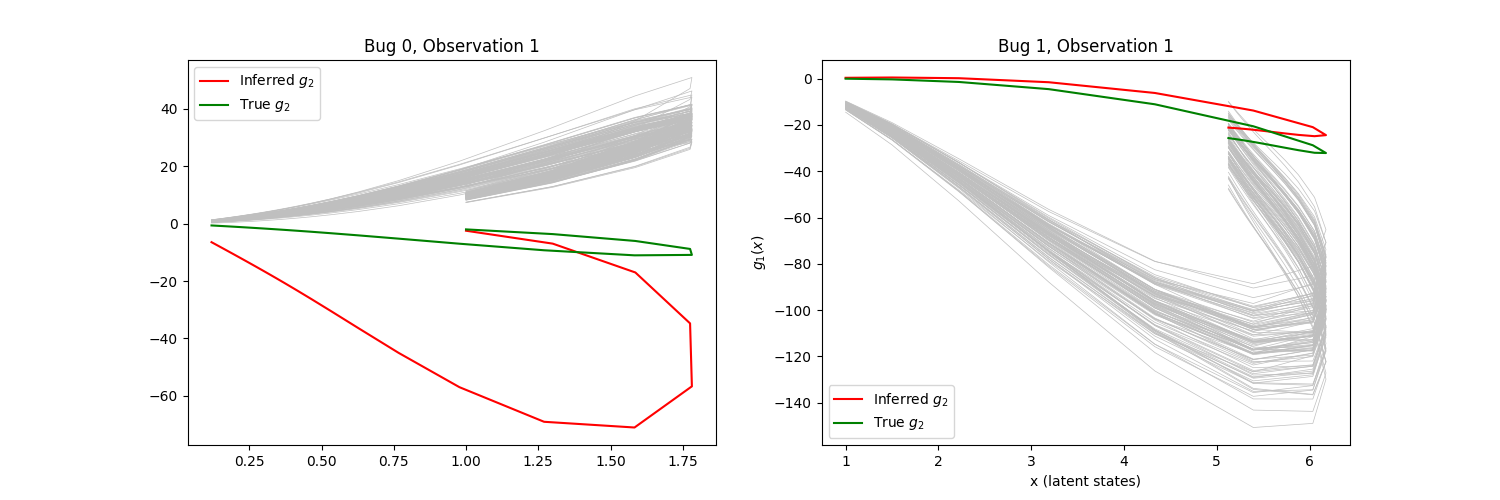 Bug 0, Observation 1
Inferred g₂
True g₂
40
20
0
−20
−40
−60
0.25 0.50 0.75 1.00 1.25 1.50 1.75
Bug 1, Observation 1
g₁(x)
0
−20
−40
−60
−80
−100
−120
−140
Inferred g₂
True g₂
1 2 3 4 5 6
x (latent states)